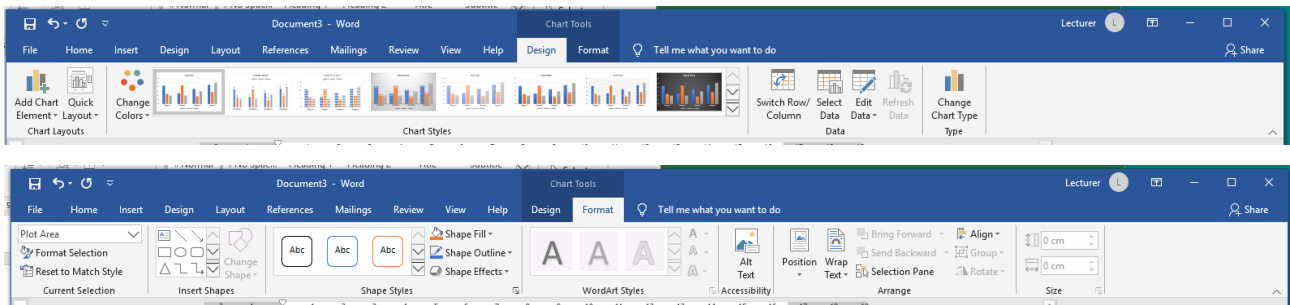 Document3 - Word
Chart Tools
Lecturer L
File Home Insert Design Layout References Mailings Review View Help Design Format Tell me what you want to do Share
Add Chart Element Quick Layout
Change Colors
Switch Row/ Column Select Data Edit Data Refresh Data
Change Chart Type
Chart Layouts Chart Styles Data Type
Document3 - Word
Chart Tools
Lecturer L
File Home Insert Design Layout References Mailings Review View Help Design Format Tell me what you want to do Share
Plot Area
Format Selection
Reset to Match Style
Change Shape
Abc Abc Abc
Shape Fill
Shape Outline
Shape Effects
A A A A
A
A
Alt Text
Position Wrap Text
Bring Forward
Send Backward
Selection Pane
Align
Group
Rotate
0 cm
0 cm
Current Selection Insert Shapes Shape Styles WordArt Styles Accessibility Arrange Size